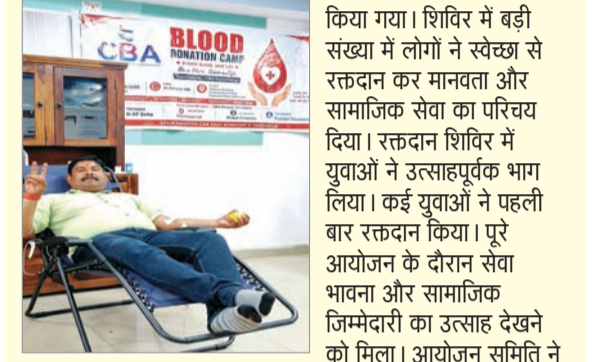 CBA
BLOOD
DONATION CAMP
किया गया। शिविर में बड़ी
संख्या में लोगों ने स्वेच्छा से
रक्तदान कर मानवता और
सामाजिक सेवा का परिचय
दिया। रक्तदान शिविर में
युवाओं ने उत्साहपूर्वक भाग
लिया। कई युवाओं ने पहली
बार रक्तदान किया। पूरे
आयोजन के दौरान सेवा
भावना और सामाजिक
जिम्मेदारी का उत्साह देखने
को मिला। आयोजन समिति ने